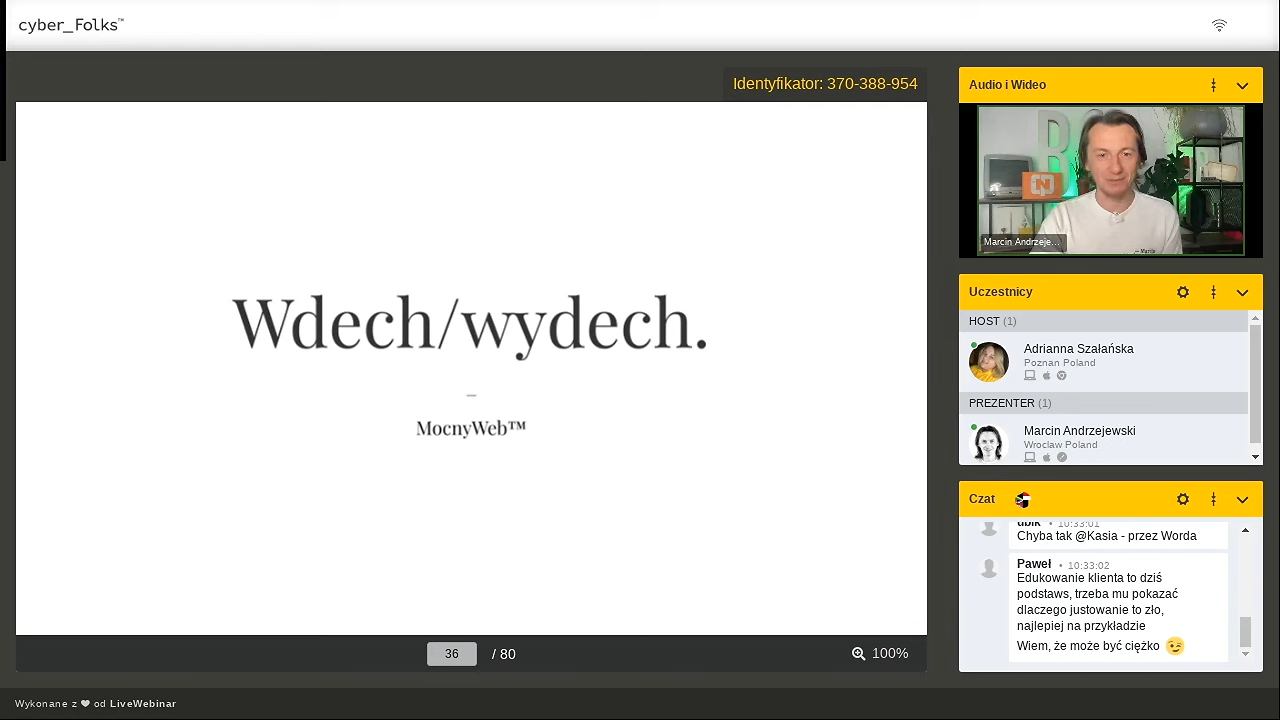 cyber_Folks™
Identyfikator: 370-388-954
Wdech/wydech.
–
MocnyWeb™
36 / 80
100%
Audio i Wideo
Marcin Andrzeje...
Uczestnicy
HOST (1)
Adrianna Szałańska
Poznan Poland
PREZENTER (1)
Marcin Andrzejewski
Wroclaw Poland
Czat
dbik • 10:33:01
Chyba tak @Kasia - przez Worda
Paweł • 10:33:02
Edukowanie klienta to dziś
podstaws, trzeba mu pokazać
dlaczego justowanie to zło,
najlepiej na przykładzie
Wiem, że może być ciężko 😉
Wykonane z ❤ od LiveWebinar